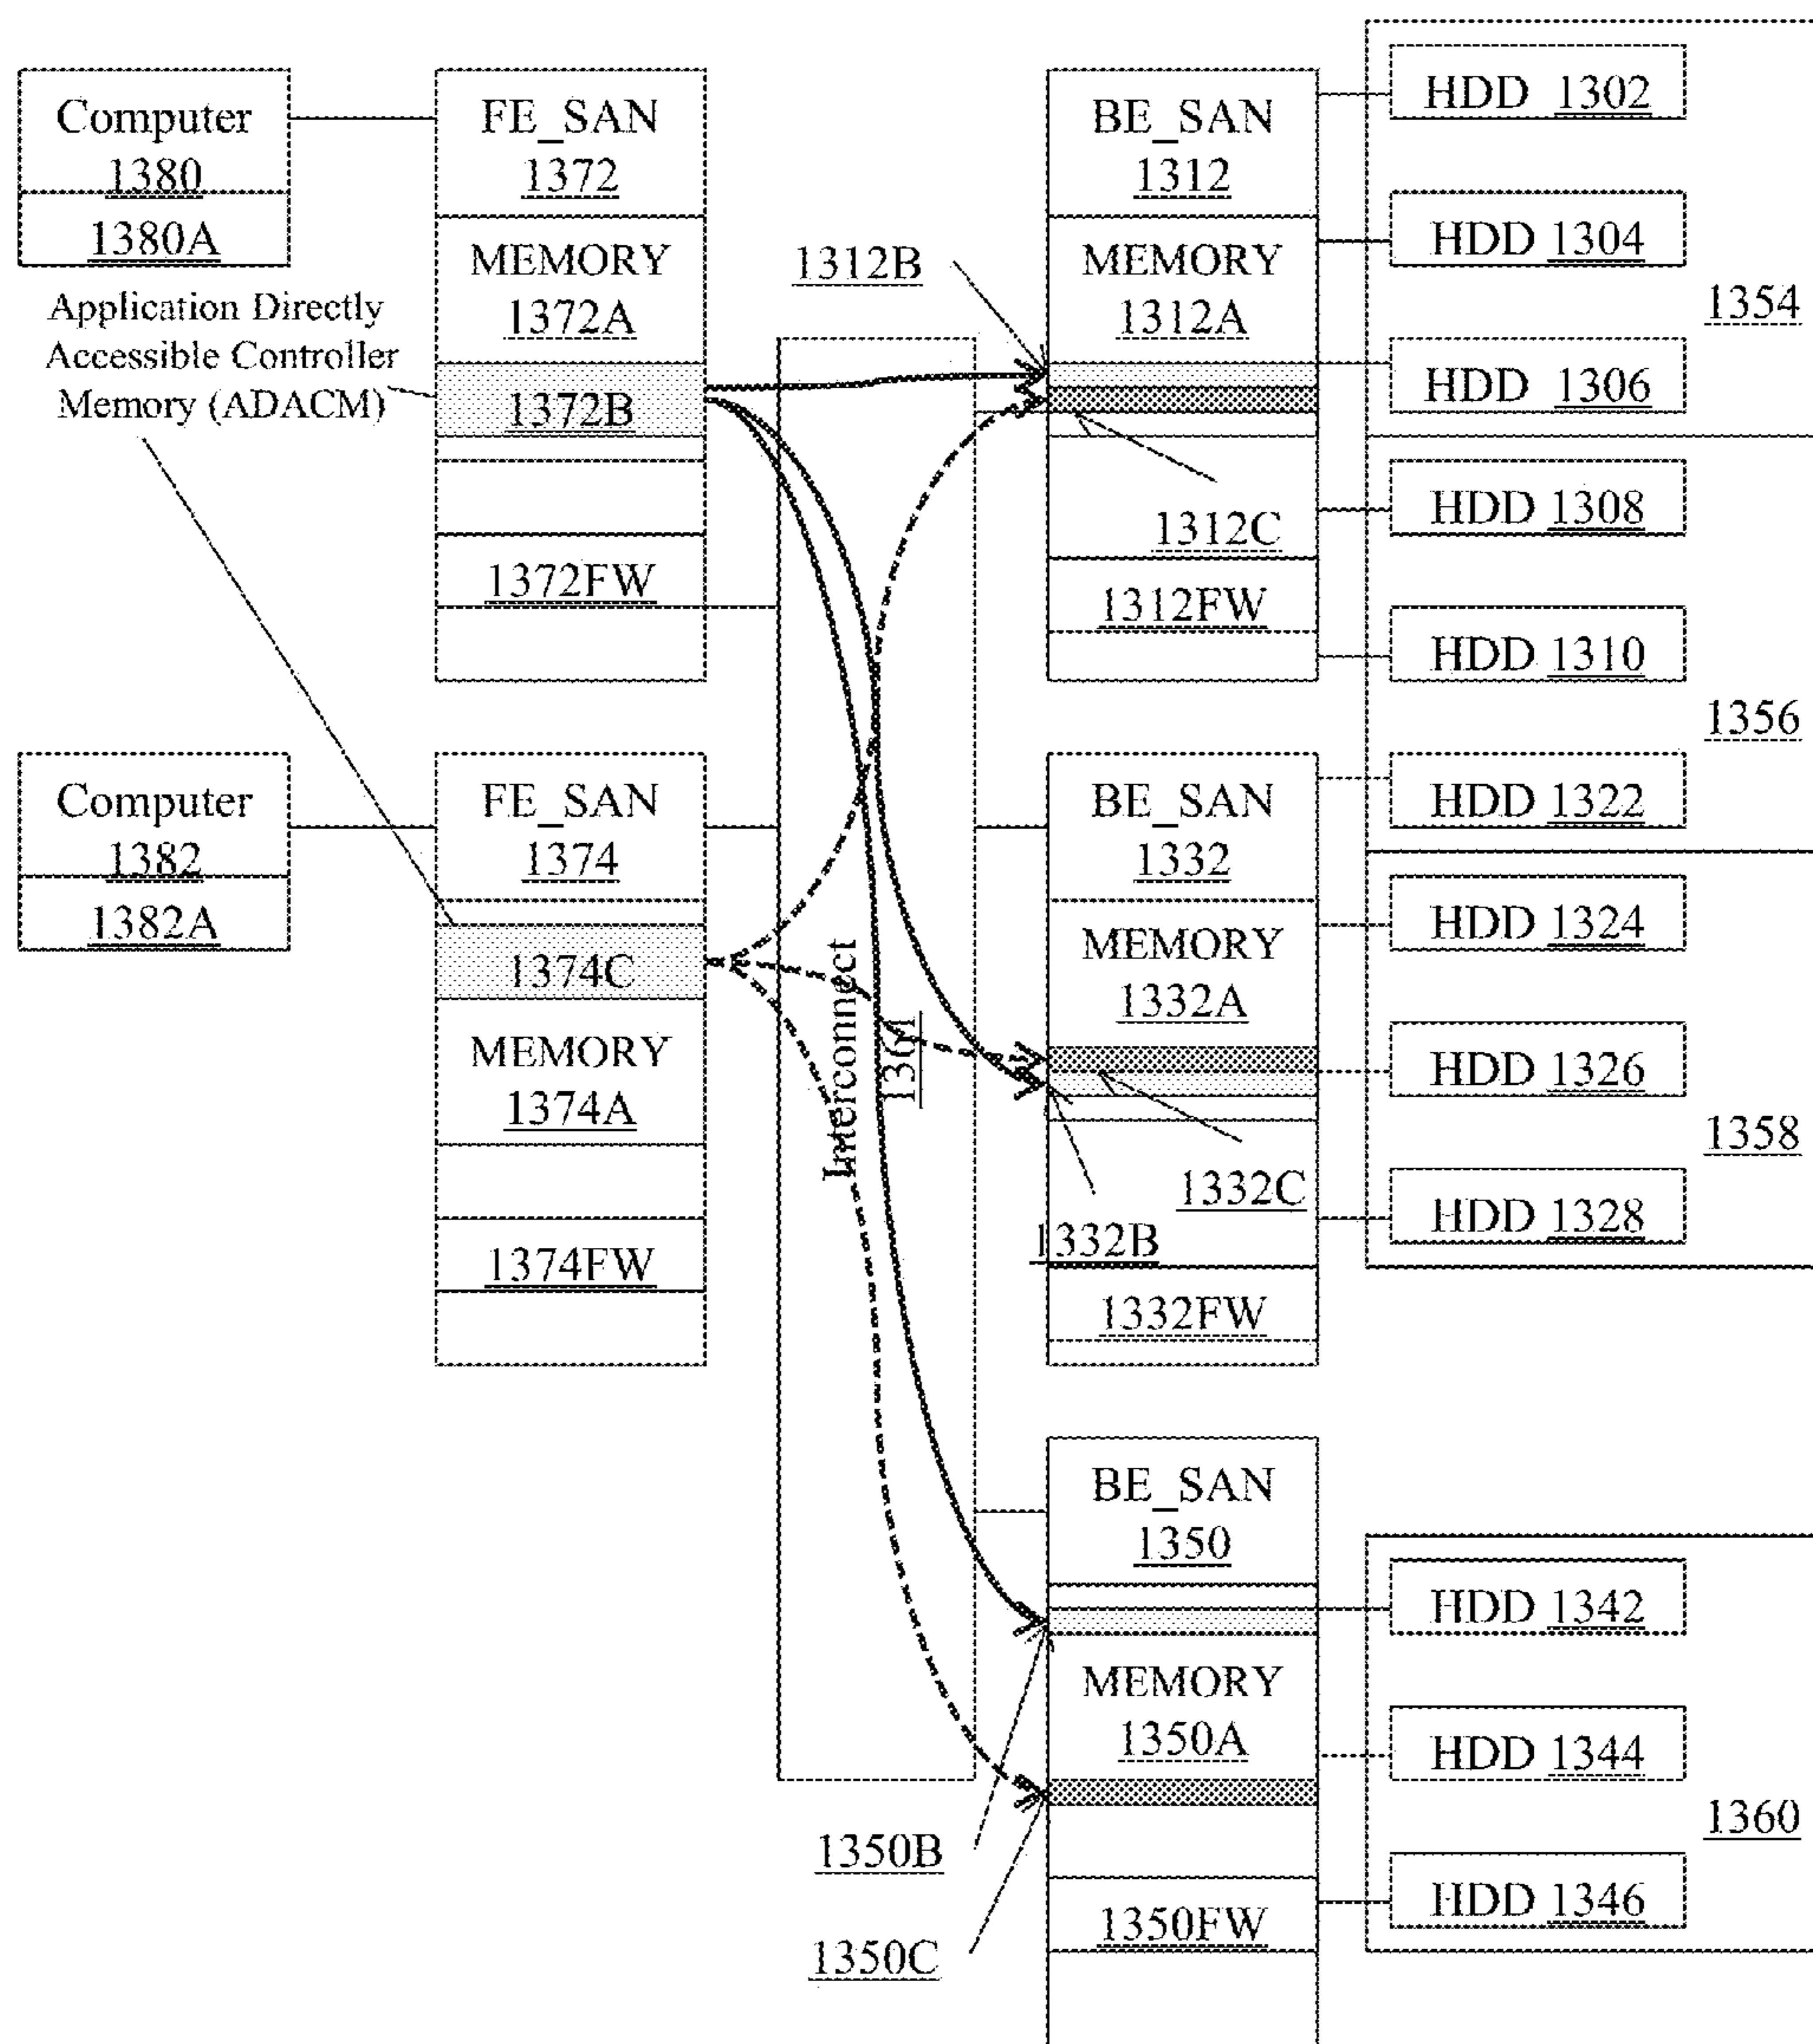 Computer
1380
1380A
Application Directly
Accessible Controller
Memory (ADACM)
FE_SAN
1372
MEMORY
1372A
1372B
1372FW
Computer
1382
1382A
FE_SAN
1374
1374C
MEMORY
1374A
1374FW
Interconnect
1364
1312B
BE_SAN
1312
MEMORY
1312A
1312C
1312FW
BE_SAN
1332
MEMORY
1332A
1332C
1332B
1332FW
BE_SAN
1350
MEMORY
1350A
1350B
1350FW
1350C
HDD 1302
HDD 1304
1354
HDD 1306
HDD 1308
HDD 1310
1356
HDD 1322
HDD 1324
HDD 1326
1358
HDD 1328
HDD 1342
HDD 1344
1360
HDD 1346